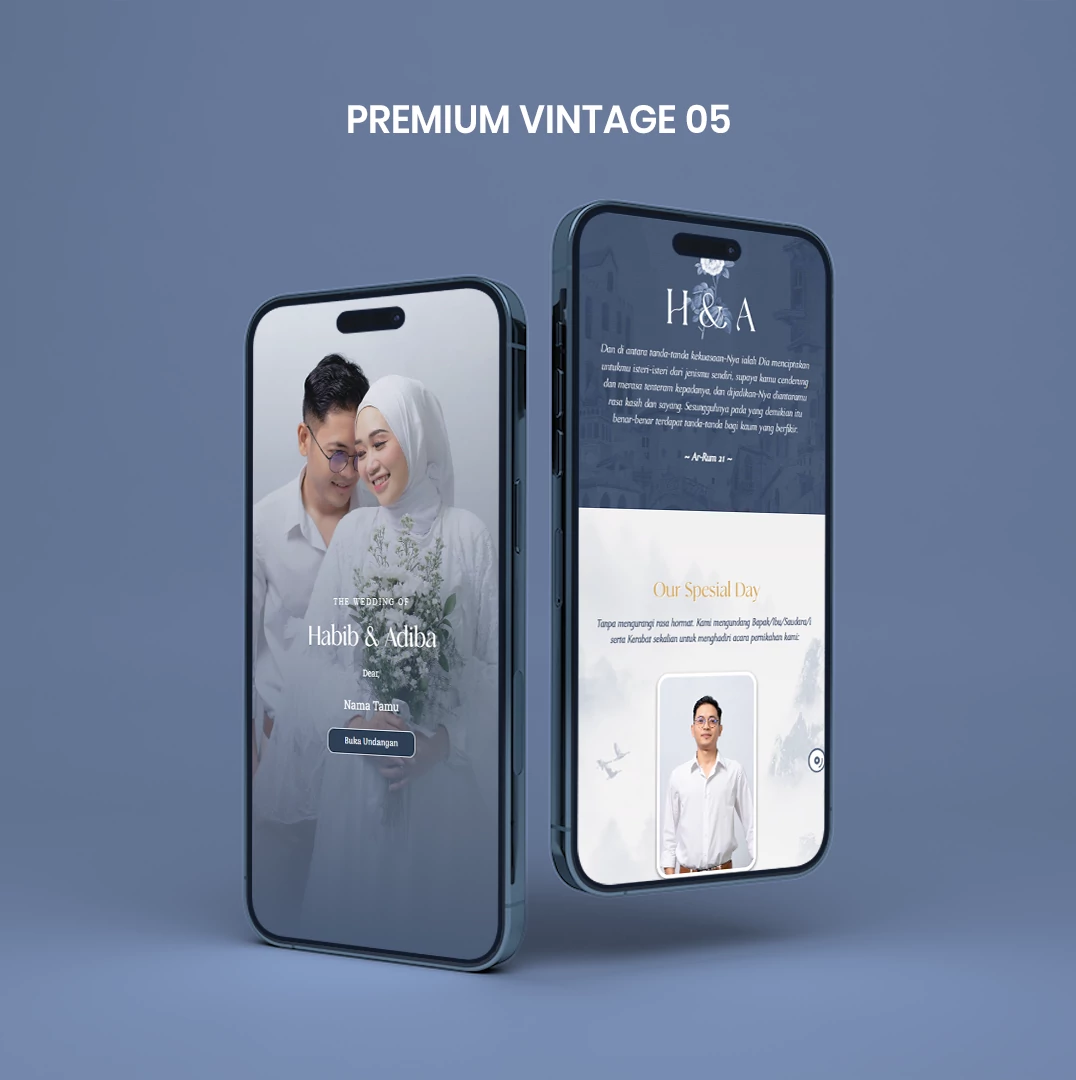 PREMIUM VINTAGE 05
THE WEDDING OF
Habib & Adiba
Dear,
Nama Tamu
Buka Undangan
H & A
Dan di antara tanda-tanda kekuasaan-Nya ialah Dia menciptakan
untukmu isteri-isteri dari jenismu sendiri, supaya kamu cenderung
dan merasa tenteram kepadanya, dan dijadikan-Nya diantaramu
rasa kasih dan sayang. Sesungguhnya pada yang demikian itu
benar-benar terdapat tanda-tanda bagi kaum yang berfikir.
~ Ar-Rum 21 ~
Our Spesial Day
Tanpa mengurangi rasa hormat. Kami mengundang Bapak/Ibu/Saudara/i
serta Kerabat sekalian untuk menghadiri acara pernikahan kami: